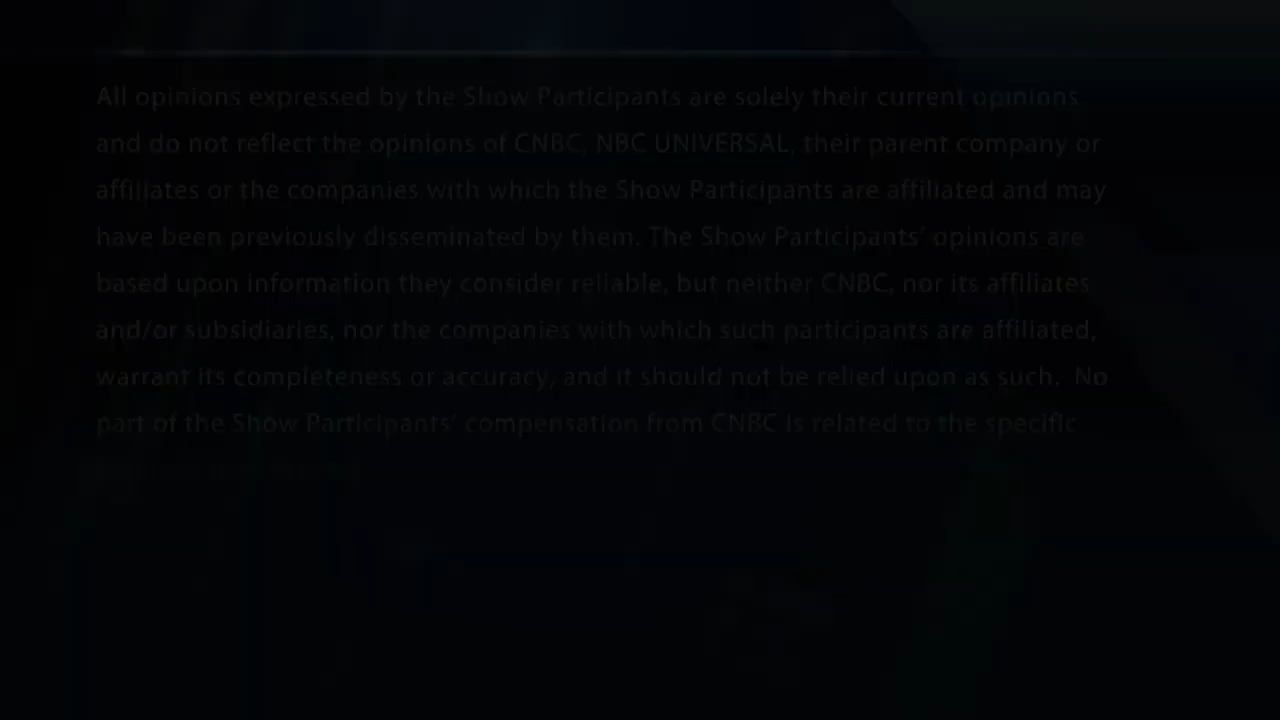 All opinions expressed by the Show Participants are solely their current opinions
and do not reflect the opinions of CNBC, NBC UNIVERSAL, their parent company or
affiliates or the companies with which the Show Participants are affiliated and may
have been previously disseminated by them. The Show Participants’ opinions are
based upon information they consider reliable, but neither CNBC, nor its affiliates
and/or subsidiaries, nor the companies with which such participants are affiliated,
warrant its completeness or accuracy, and it should not be relied upon as such.  No
part of the Show Participants’ compensation from CNBC is related to the specific